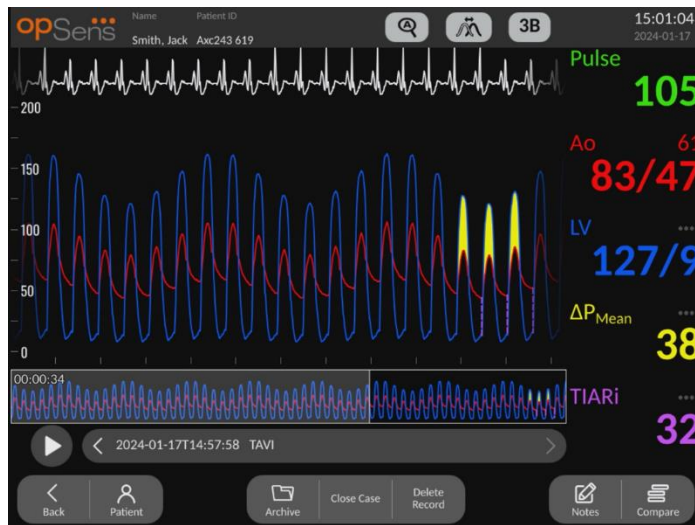 opSens
Name Patient ID
Smith, Jack Axc243 619
A
3B
15:01:04
2024-01-17
Pulse
105
200
150
100
50
0
Ao 61
83/47
LV ---
127/9
ΔPMean ---
38
TIARi ---
32
00:00:34
2024-01-17T14:57:58 TAVI
Back
Patient
Archive
Close Case
Delete
Record
Notes
Compare